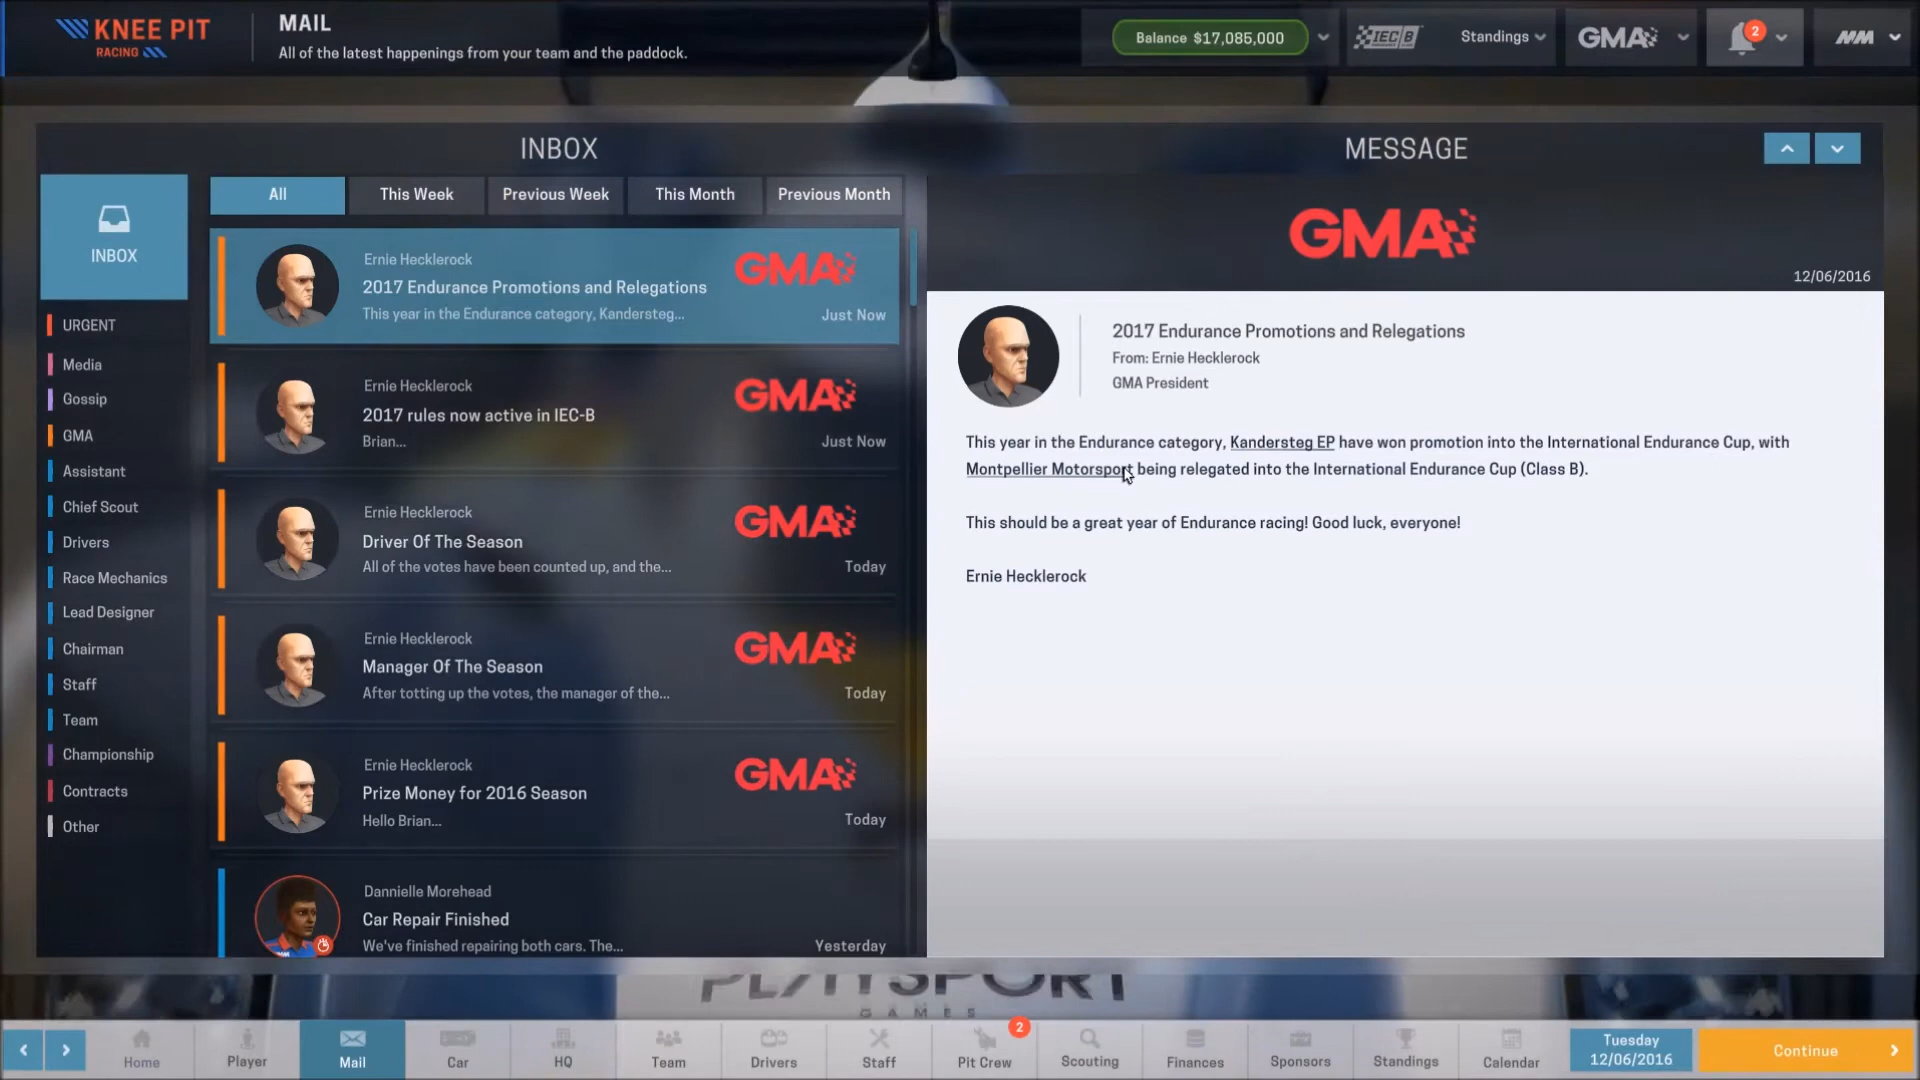 KNEE PIT
RACING
MAIL
All of the latest happenings from your team and the paddock.
Balance $17,085,000
IEC B
Standings
GMA
2
INBOX
MESSAGE
INBOX
All
This Week
Previous Week
This Month
Previous Month
URGENT
Media
Gossip
GMA
Assistant
Chief Scout
Drivers
Race Mechanics
Lead Designer
Chairman
Staff
Team
Championship
Contracts
Other
Ernie Hecklerock
2017 Endurance Promotions and Relegations
This year in the Endurance category, Kandersteg...
GMA
Just Now
Ernie Hecklerock
2017 rules now active in IEC-B
Brian...
GMA
Just Now
Ernie Hecklerock
Driver Of The Season
All of the votes have been counted up, and the...
GMA
Today
Ernie Hecklerock
Manager Of The Season
After totting up the votes, the manager of the...
GMA
Today
Ernie Hecklerock
Prize Money for 2016 Season
Hello Brian...
GMA
Today
Dannielle Morehead
Car Repair Finished
We've finished repairing both cars. The...
Yesterday
GMA
12/06/2016
2017 Endurance Promotions and Relegations
From: Ernie Hecklerock
GMA President
This year in the Endurance category, Kandersteg EP have won promotion into the International Endurance Cup, with
Montpellier Motorsport being relegated into the International Endurance Cup (Class B).
This should be a great year of Endurance racing! Good luck, everyone!
Ernie Hecklerock
PLAYSPORT
GAMES
Home
Player
Mail
Car
HQ
Team
Drivers
Staff
2
Pit Crew
Scouting
Finances
Sponsors
Standings
Calendar
Tuesday
12/06/2016
Continue